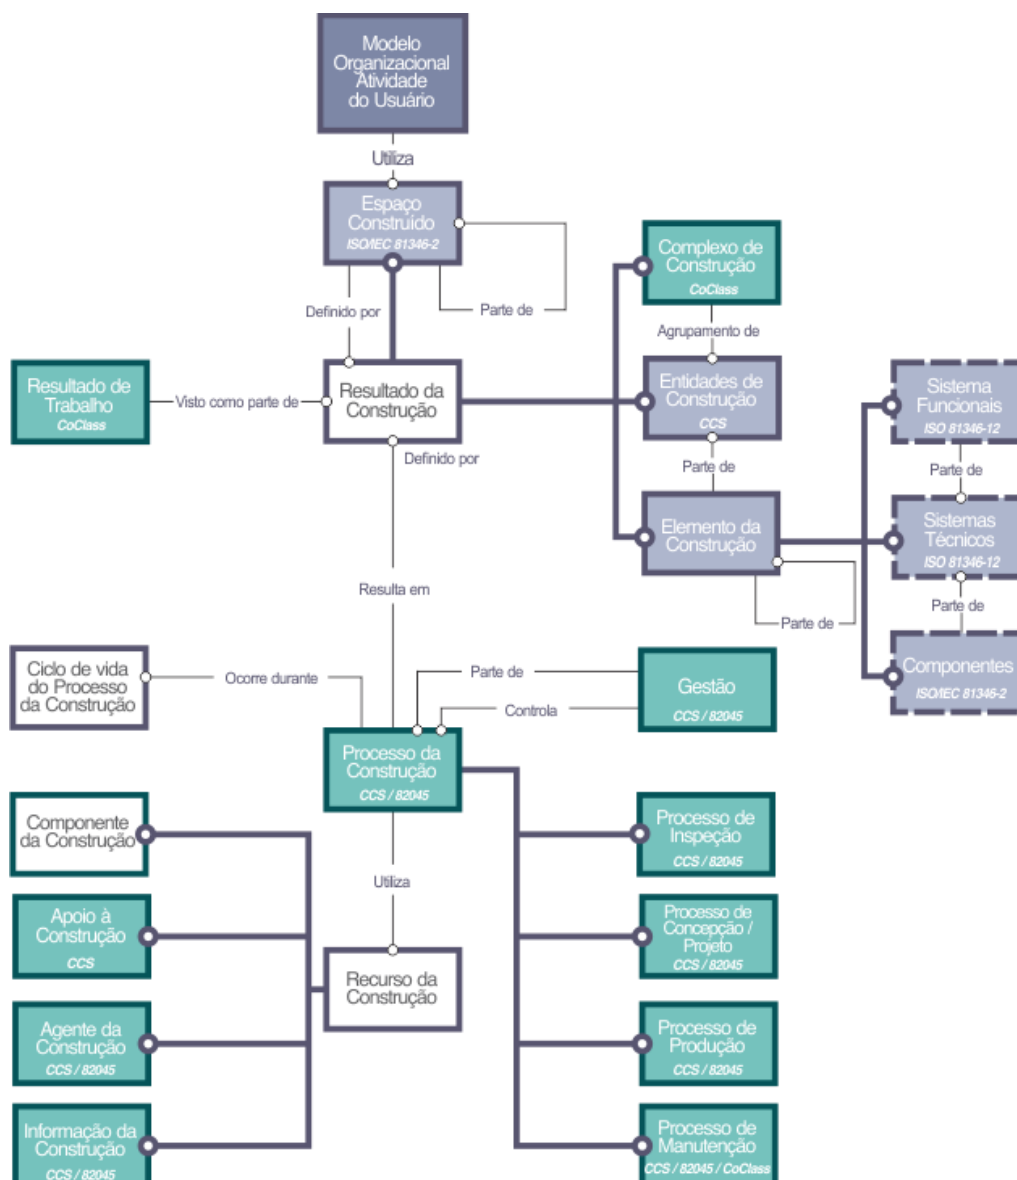 Modelo
Organizacional
Atividade
do Usuário
Utiliza
Espaço
Construído
ISO/IEC 81346-2
Definido por
Parte de
Complexo de
Construção
CoClass
Agrupamento de
Resultado de
Trabalho
CoClass
Visto como parte de
Resultado da
Construção
Entidades de
Construção
CCS
Sistema
Funcionais
ISO 81346-12
Definido por
Parte de
Parte de
Elemento da
Construção
Sistemas
Técnicos
ISO 81346-12
Resulta em
Parte de
Parte de
Ciclo de vida
do Processo
da Construção
Ocorre durante
Parte de
Controla
Gestão
CCS / 82045
Componentes
ISO/IEC 81346-2
Processo da
Construção
CCS / 82045
Componente
da Construção
Processo de
Inspeção
CCS / 82045
Utiliza
Apoio à
Construção
CCS
Processo de
Concepção /
Projeto
CCS / 82045
Recurso da
Construção
Agente da
Construção
CCS / 82045
Processo de
Produção
CCS / 82045
Informação da
Construção
CCS / 82045
Processo de
Manutenção
CCS / 82045 / CoClass